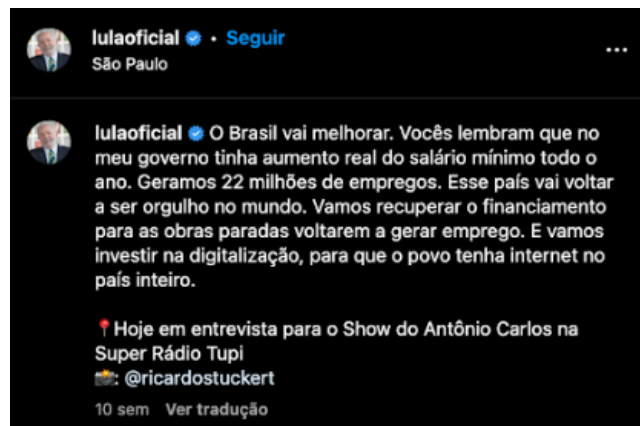 lulaoficial • Seguir
São Paulo
lulaoficial O Brasil vai melhorar. Vocês lembram que no
meu governo tinha aumento real do salário mínimo todo o
ano. Geramos 22 milhões de empregos. Esse país vai voltar
a ser orgulho no mundo. Vamos recuperar o financiamento
para as obras paradas voltarem a gerar emprego. E vamos
investir na digitalização, para que o povo tenha internet no
país inteiro.
📍Hoje em entrevista para o Show do Antônio Carlos na
Super Rádio Tupi
📸: @ricardostuckert
10 sem Ver tradução